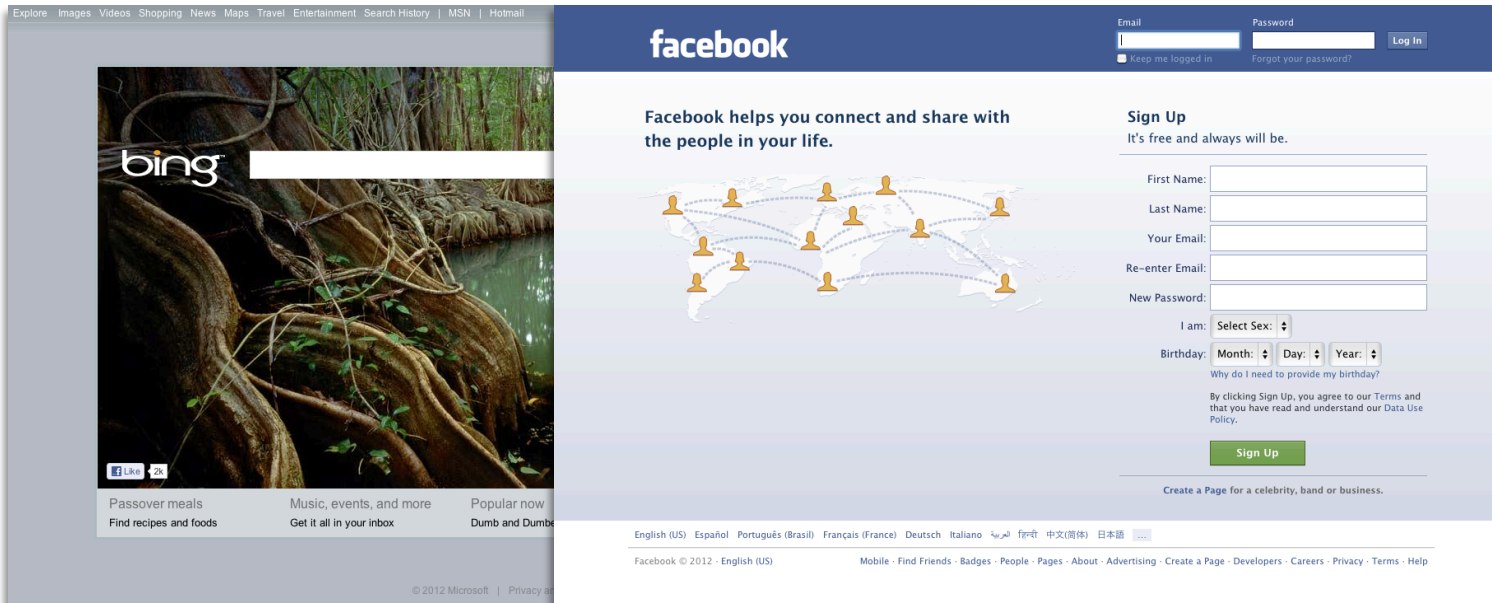 Explore Images Videos Shopping News Maps Travel Entertainment Search History | MSN | Hotmail
bing™
Like 2k
Passover meals
Find recipes and foods
Music, events, and more
Get it all in your inbox
Popular now
Dumb and Dumbe
© 2012 Microsoft | Privacy a
facebook
Email
Password
Log In
Keep me logged in
Forgot your password?
Facebook helps you connect and share with
the people in your life.
Sign Up
It's free and always will be.
First Name:
Last Name:
Your Email:
Re-enter Email:
New Password:
I am: Select Sex:
Birthday: Month: Day: Year:
Why do I need to provide my birthday?
By clicking Sign Up, you agree to our Terms and
that you have read and understand our Data Use
Policy.
Sign Up
Create a Page for a celebrity, band or business.
English (US) Español Português (Brasil) Français (France) Deutsch Italiano العربية हिन्दी 中文(简体) 日本語 ...
Facebook © 2012 · English (US)
Mobile · Find Friends · Badges · People · Pages · About · Advertising · Create a Page · Developers · Careers · Privacy · Terms · Help